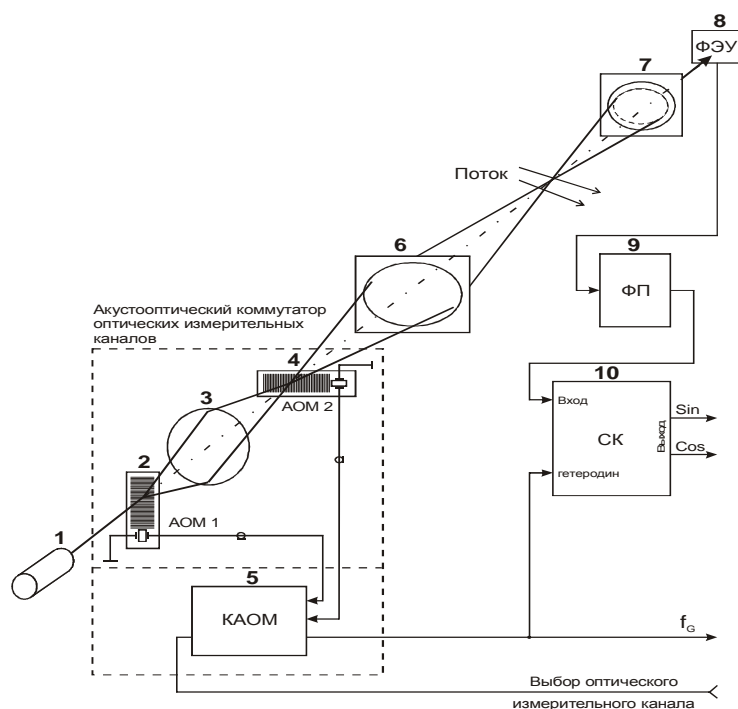 8
ФЭУ
7
Поток
6
9
ФП
Акустооптический коммутатор
оптических измерительных
каналов
4
АОМ 2
3
10
Вход
СК
Выход
Sin
Cos
гетеродин
2
АОМ 1
1
5
КАОМ
f_G
Выбор оптического
измерительного канала